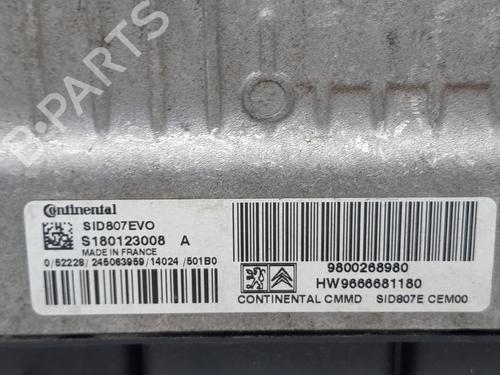 B-PARTS
Continental
SID807EVO
S180123008 A
MADE IN FRANCE
0/52228/245063959/14024/501B0
9800268980
HW9666681180
CONTINENTAL CMMD SID807E CEM00